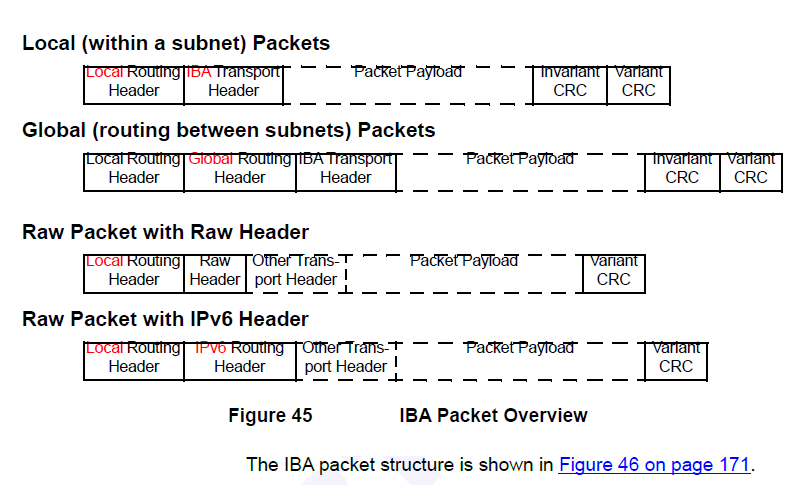 Local (within a subnet) Packets
Local Routing Header IBA Transport Header Packet Payload Invariant CRC Variant CRC
Global (routing between subnets) Packets
Local Routing Header Global Routing Header IBA Transport Header Packet Payload Invariant CRC Variant CRC
Raw Packet with Raw Header
Local Routing Header Raw Header Other Trans- port Header Packet Payload Variant CRC
Raw Packet with IPv6 Header
Local Routing Header IPv6 Routing Header Other Trans- port Header Packet Payload Variant CRC
Figure 45 IBA Packet Overview
The IBA packet structure is shown in Figure 46 on page 171.